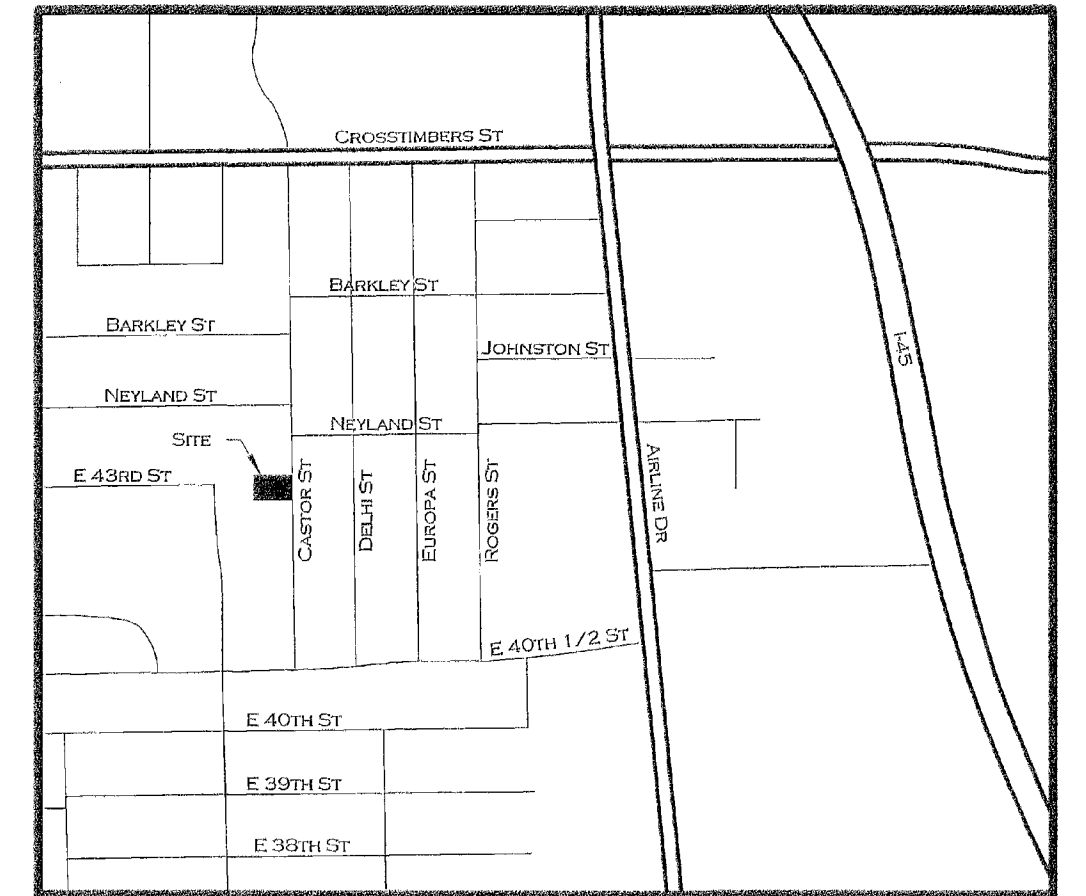 CROSSTIMBERS ST
BARKLEY ST
BARKLEY ST
JOHNSTON ST
I-45
NEYLAND ST
NEYLAND ST
SITE
E 43RD ST
CASTOR ST
DELHI ST
EUROPA ST
ROGERS ST
AIRLINE DR
E 40TH 1/2 ST
E 40TH ST
E 39TH ST
E 38TH ST